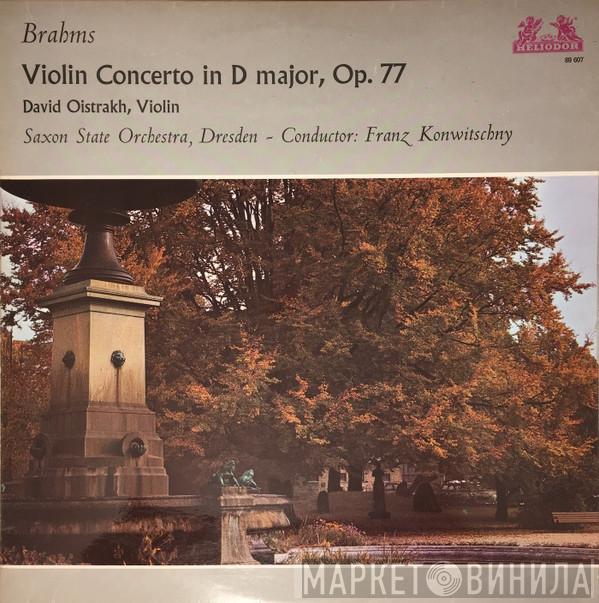 Brahms
HELIODOR
89 607
Violin Concerto in D major, Op. 77
David Oistrakh, Violin
Saxon State Orchestra, Dresden - Conductor: Franz Konwitschny
МАРКЕТ ВИНИЛА